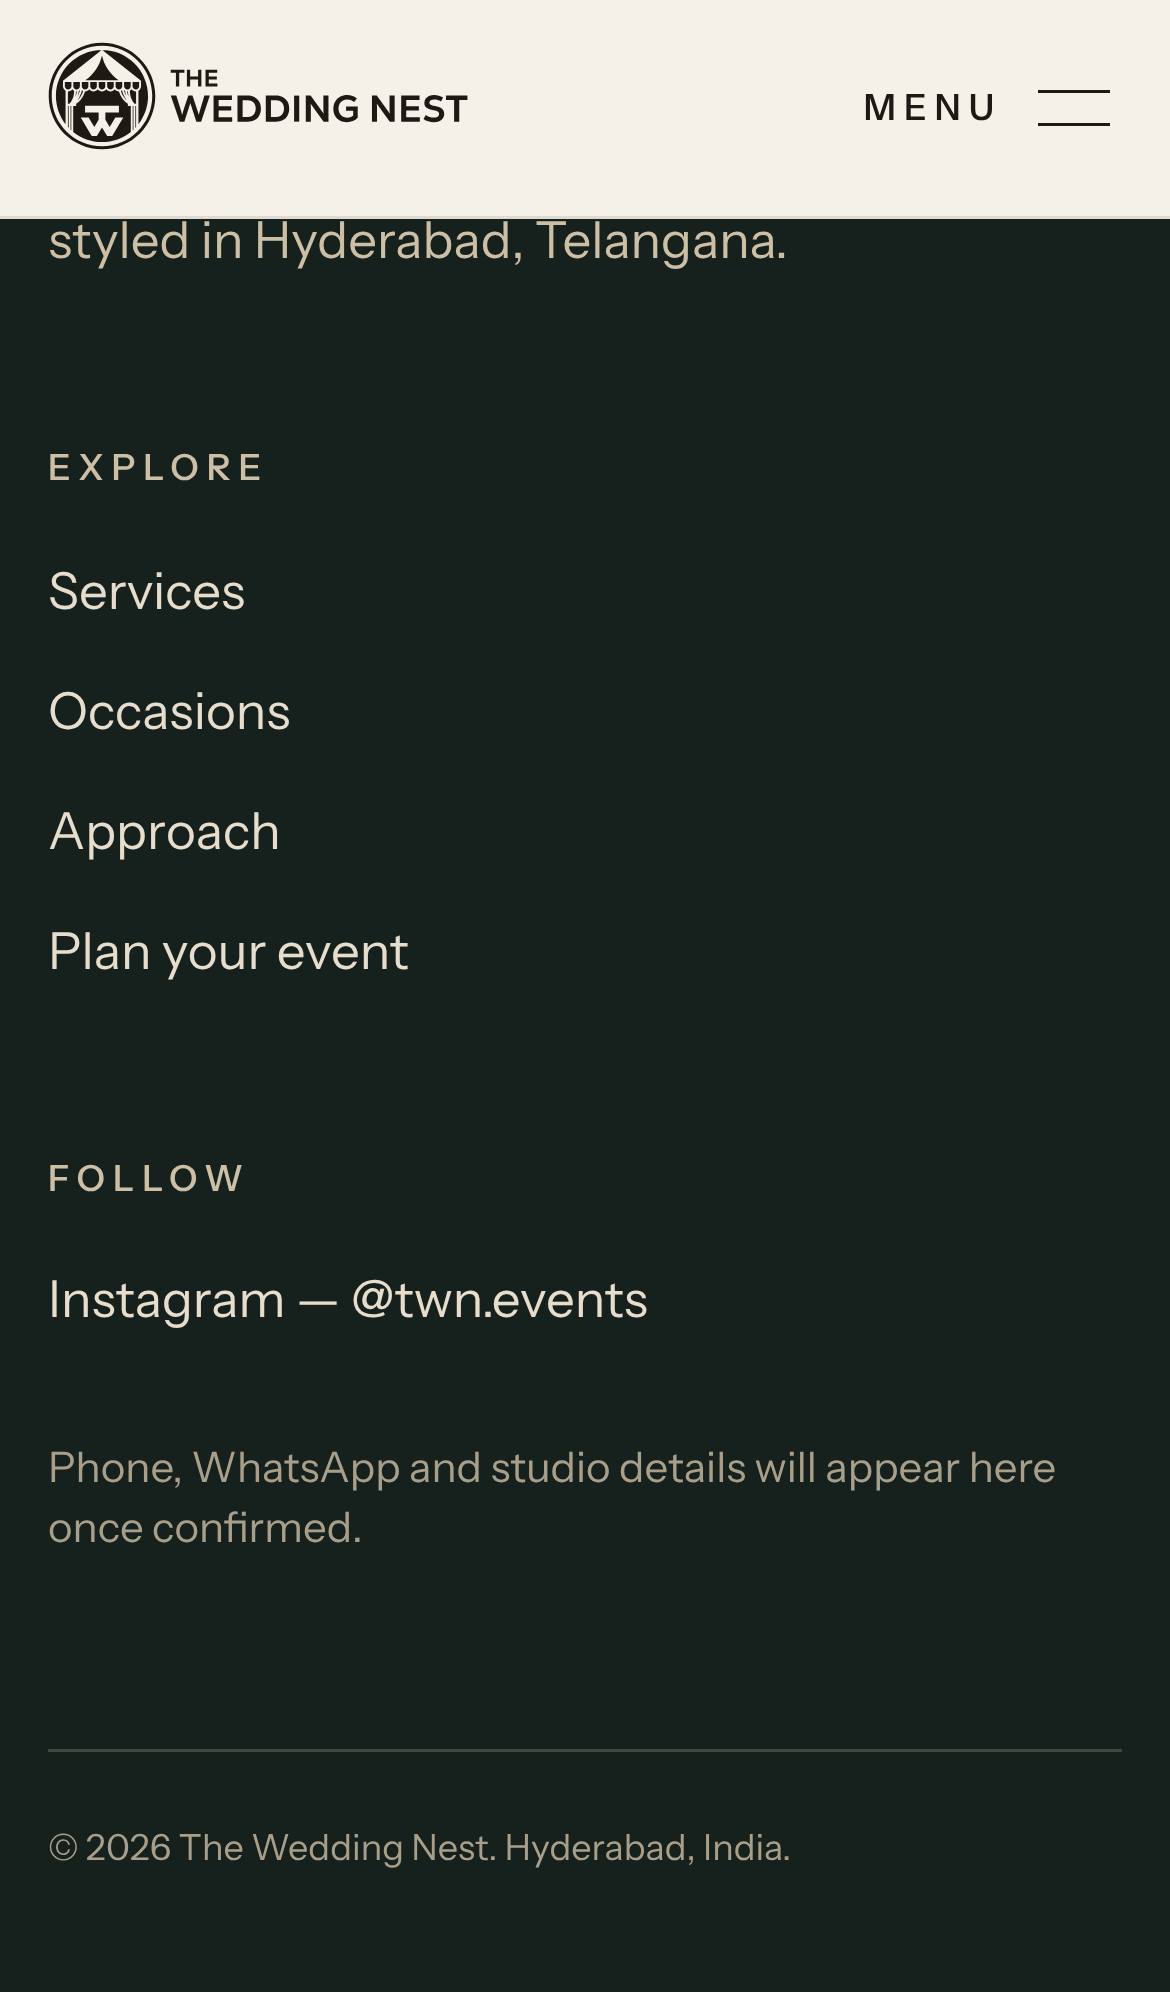 THE
WEDDING NEST
MENU
styled in Hyderabad, Telangana.
EXPLORE
Services
Occasions
Approach
Plan your event
FOLLOW
Instagram — @twn.events
Phone, WhatsApp and studio details will appear here
once confirmed.
© 2026 The Wedding Nest. Hyderabad, India.